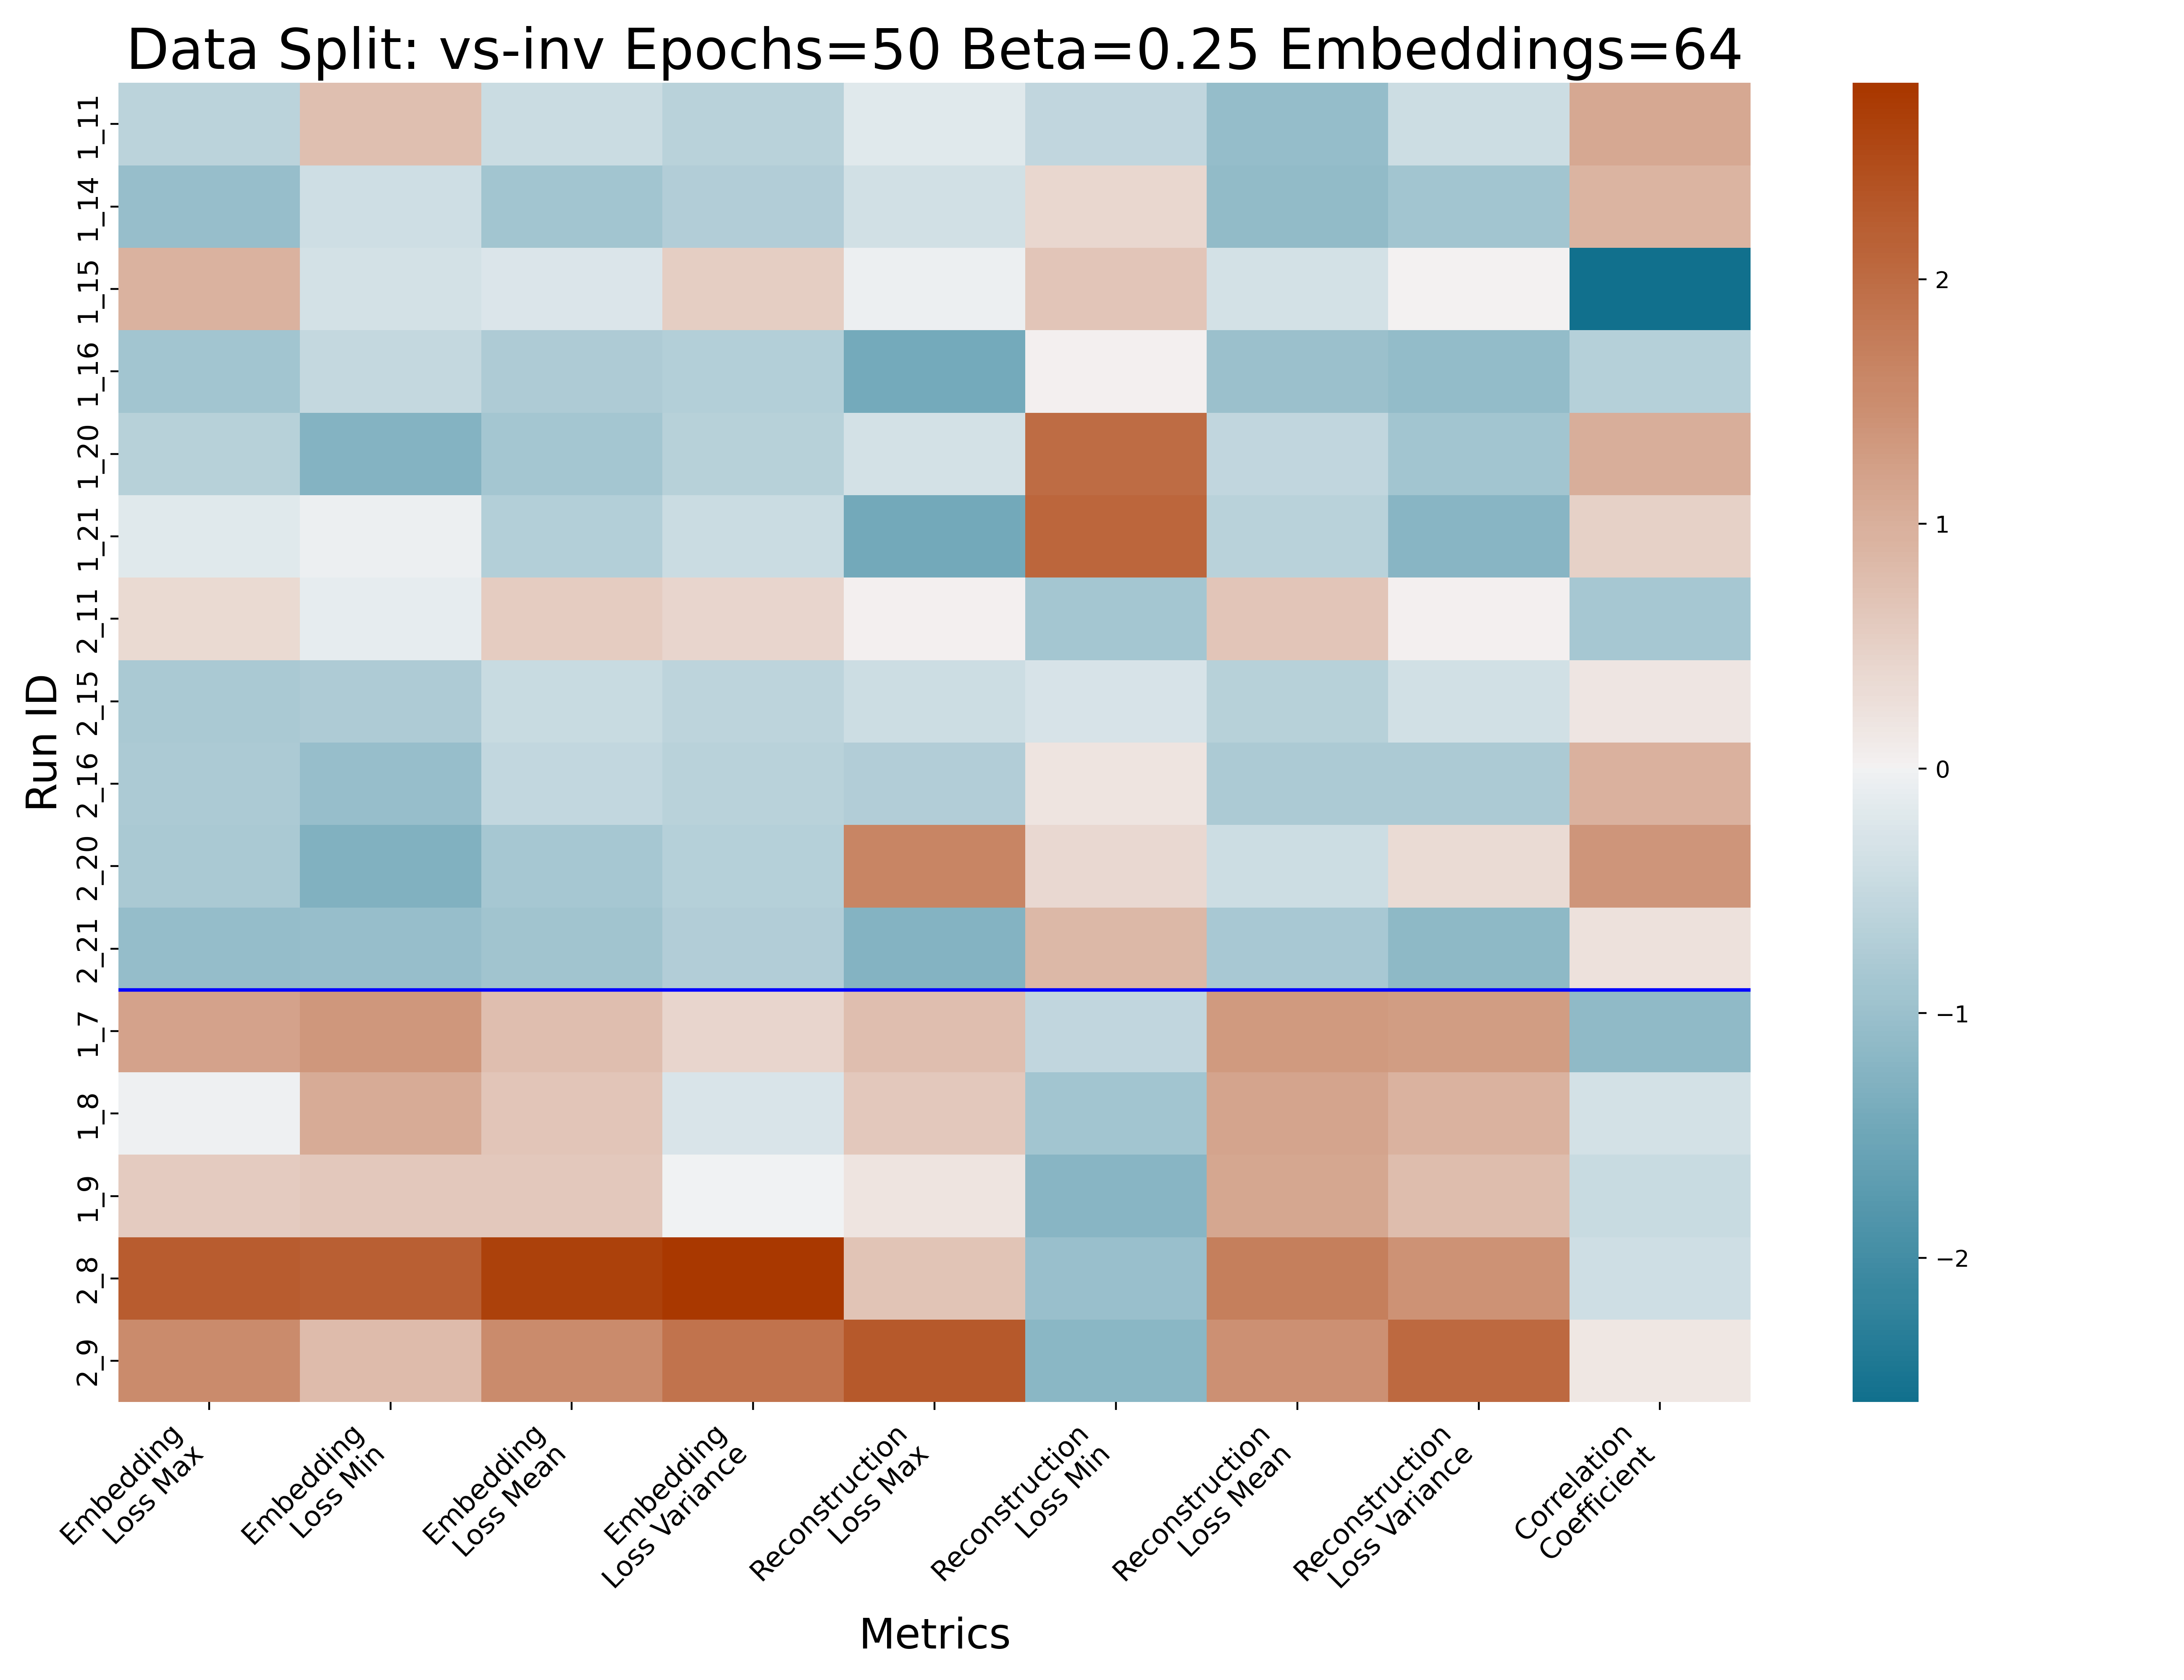 Data Split: vs-inv Epochs=50 Beta=0.25 Embeddings=64
Run ID
1_11
1_14
1_15
1_16
1_20
1_21
2_11
2_15
2_16
2_20
2_21
1_7
1_8
1_9
2_8
2_9
Embedding
Loss Max
Embedding
Loss Min
Embedding
Loss Mean
Embedding
Loss Variance
Reconstruction
Loss Max
Reconstruction
Loss Min
Reconstruction
Loss Mean
Reconstruction
Loss Variance
Correlation
Coefficient
Metrics
2
1
0
−1
−2